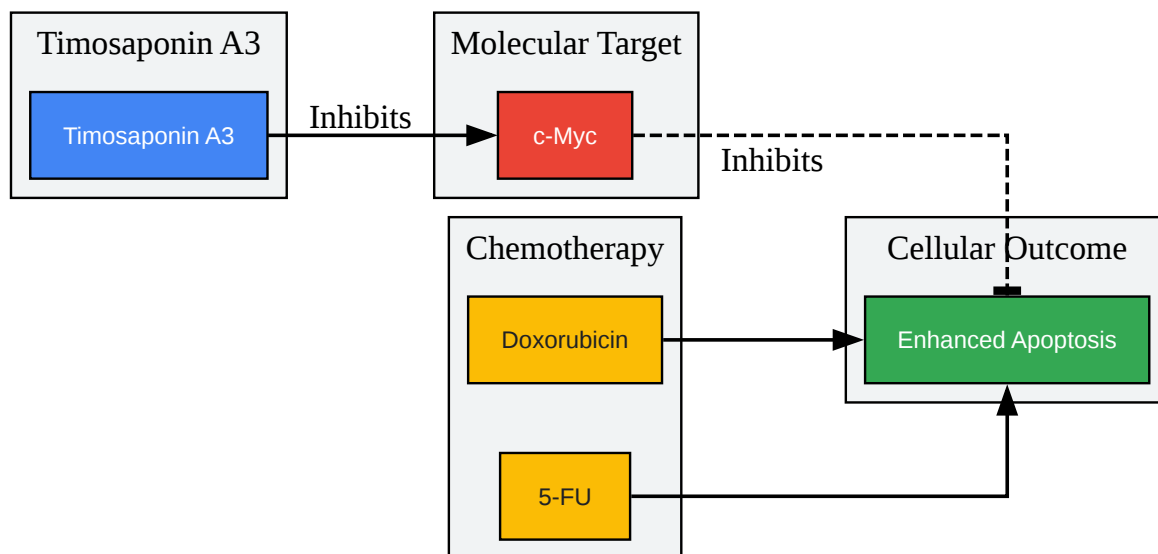 Timosaponin A3
Timosaponin A3
Inhibits
Molecular Target
c-Myc
Inhibits
Chemotherapy
Doxorubicin
5-FU
Cellular Outcome
Enhanced Apoptosis